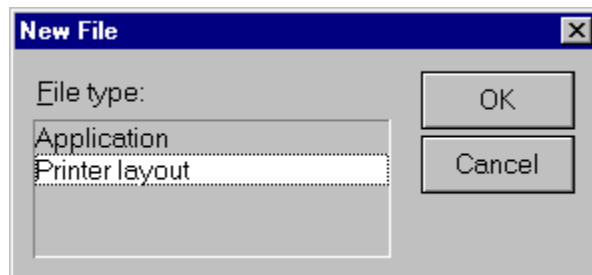 New File
File type:
Application
Printer layout
OK
Cancel